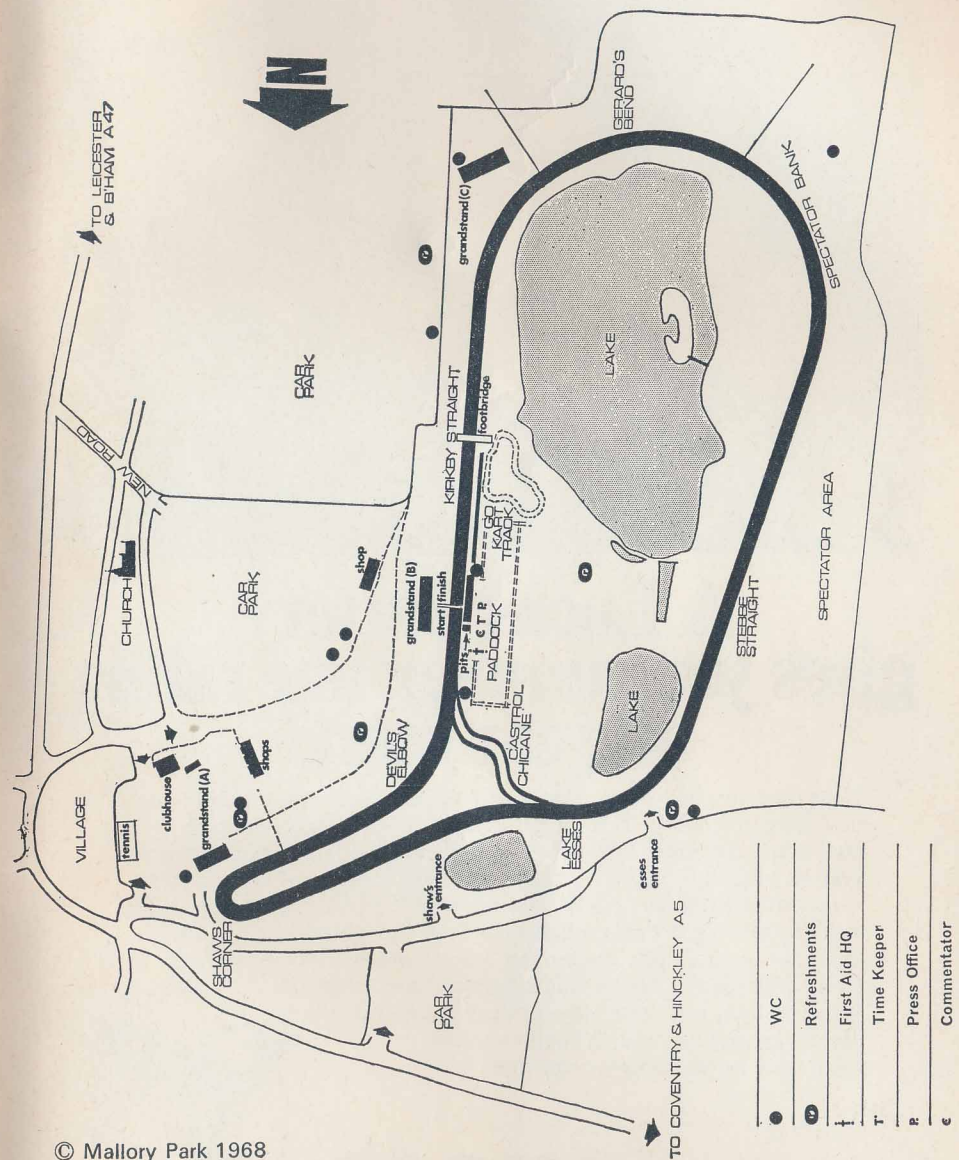 TO LEICESTER
& B'HAM A47
N
NEW ROAD
CHURCH
CAR
PARK
CAR
PARK
VILLAGE
tennis
clubhouse
grandstand (A)
shops
shop
grandstand (B)
start/finish
grandstand (C)
GERARD'S
BEND
SPECTATOR BANK
KIRKBY STRAIGHT
footbridge
GO
KART
TRACK
pits
† c r p.
PADDOCK
DEVIL'S
ELBOW
CASTROL
CHICANE
LAKE
LAKE
STEBBE
STRAIGHT
SPECTATOR AREA
SHAWS
CORNER
shaw's
entrance
LAKE
ESSES
esses
entrance
CAR
PARK
TO COVENTRY & HINCKLEY A5
WC
Refreshments
† First Aid HQ
T Time Keeper
P. Press Office
c Commentator
© Mallory Park 1968